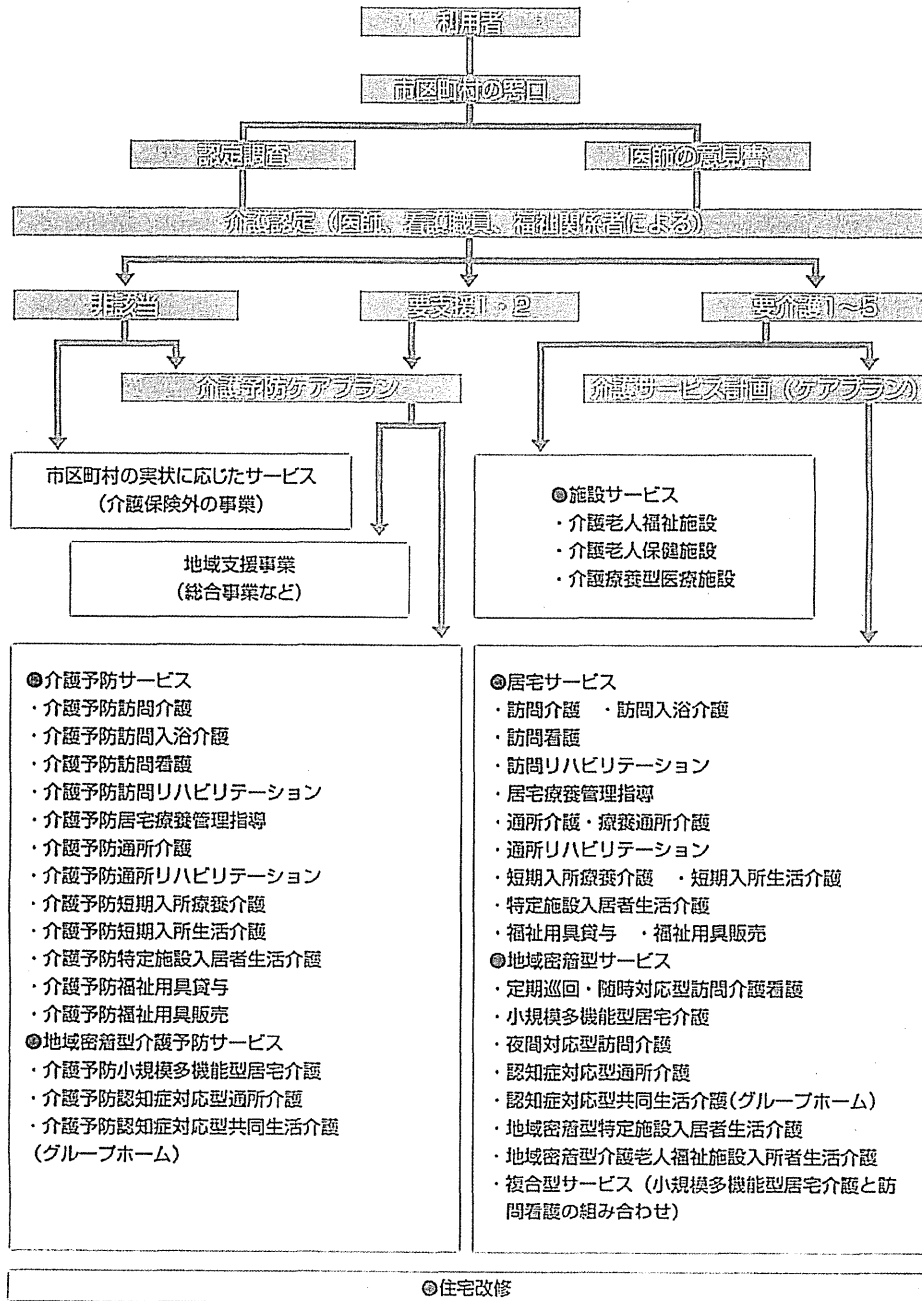 利用者
市区町村の窓口
認定調査
医師の意見書
介護認定（医師、看護職員、福祉関係者による）
非該当
要支援1・2
要介護1～5
介護予防ケアプラン
介護サービス計画（ケアプラン）
市区町村の実状に応じたサービス
（介護保険外の事業）
地域支援事業
（総合事業など）
◎施設サービス
・介護老人福祉施設
・介護老人保健施設
・介護療養型医療施設
◎介護予防サービス
・介護予防訪問介護
・介護予防訪問入浴介護
・介護予防訪問看護
・介護予防訪問リハビリテーション
・介護予防居宅療養管理指導
・介護予防通所介護
・介護予防通所リハビリテーション
・介護予防短期入所療養介護
・介護予防短期入所生活介護
・介護予防特定施設入居者生活介護
・介護予防福祉用具貸与
・介護予防福祉用具販売
◎地域密着型介護予防サービス
・介護予防小規模多機能型居宅介護
・介護予防認知症対応型通所介護
・介護予防認知症対応型共同生活介護
（グループホーム）
◎居宅サービス
・訪問介護　・訪問入浴介護
・訪問看護
・訪問リハビリテーション
・居宅療養管理指導
・通所介護・療養通所介護
・通所リハビリテーション
・短期入所療養介護　・短期入所生活介護
・特定施設入居者生活介護
・福祉用具貸与　・福祉用具販売
◎地域密着型サービス
・定期巡回・随時対応型訪問介護看護
・小規模多機能型居宅介護
・夜間対応型訪問介護
・認知症対応型通所介護
・認知症対応型共同生活介護(グループホーム)
・地域密着型特定施設入居者生活介護
・地域密着型介護老人福祉施設入所者生活介護
・複合型サービス（小規模多機能型居宅介護と訪
問看護の組み合わせ）
◎住宅改修